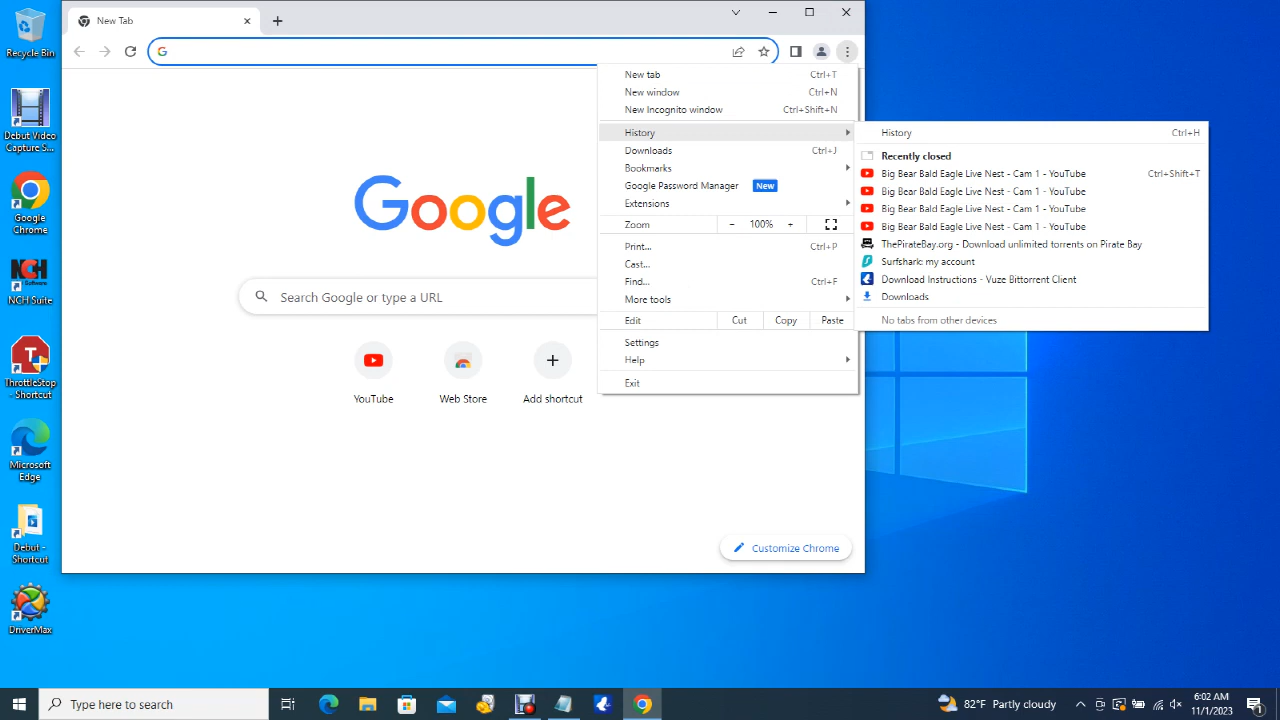 Recycle Bin
Debut Video
Capture S...
Google
Chrome
NCH Software
NCH Suite
ThrottleStop
- Shortcut
Microsoft
Edge
Debut -
Shortcut
DriverMax
New Tab
G
Google
Search Google or type a URL
YouTube
Web Store
Add shortcut
Customize Chrome
New tab Ctrl+T
New window Ctrl+N
New Incognito window Ctrl+Shift+N
History
Downloads Ctrl+J
Bookmarks
Google Password Manager New
Extensions
Zoom − 100% +
Print... Ctrl+P
Cast...
Find... Ctrl+F
More tools
Edit Cut Copy Paste
Settings
Help
Exit
History Ctrl+H
Recently closed
Big Bear Bald Eagle Live Nest - Cam 1 - YouTube Ctrl+Shift+T
Big Bear Bald Eagle Live Nest - Cam 1 - YouTube
Big Bear Bald Eagle Live Nest - Cam 1 - YouTube
Big Bear Bald Eagle Live Nest - Cam 1 - YouTube
ThePirateBay.org - Download unlimited torrents on Pirate Bay
Surfshark: my account
Download Instructions - Vuze Bittorrent Client
Downloads
No tabs from other devices
Type here to search
82°F Partly cloudy
6:02 AM
11/1/2023
1